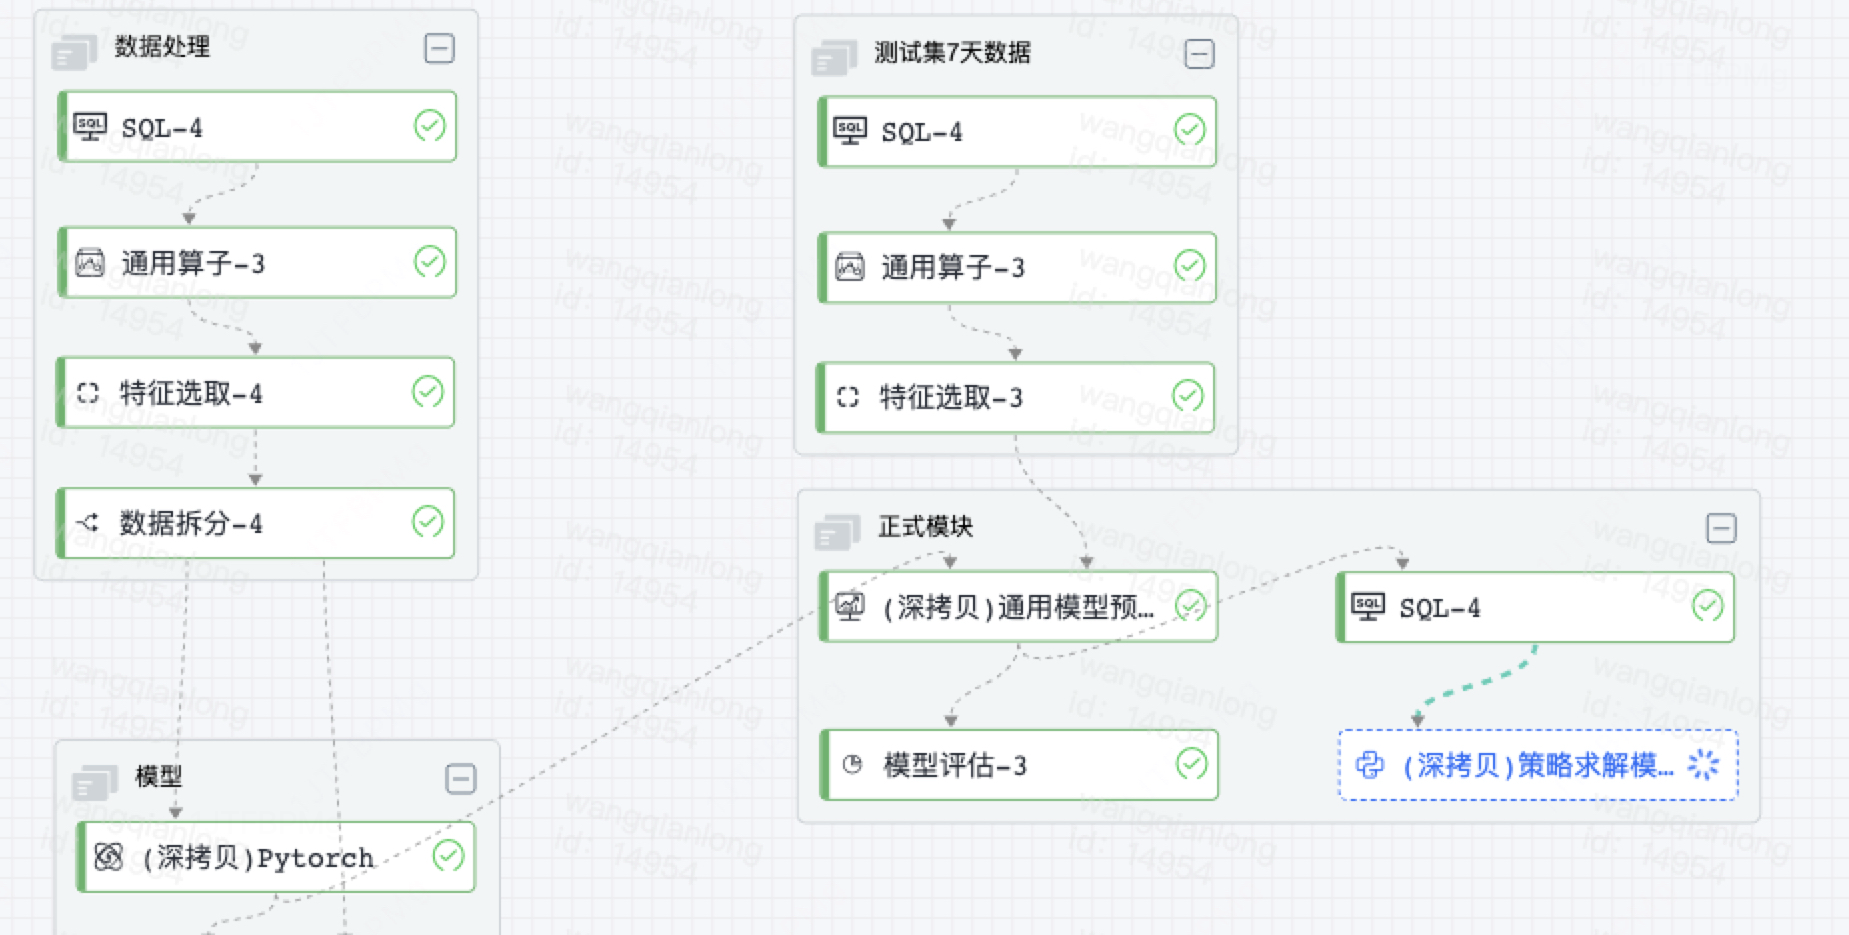 数据处理
SQL-4
通用算子-3
特征选取-4
数据拆分-4
测试集7天数据
SQL-4
通用算子-3
特征选取-3
正式模块
(深拷贝)通用模型预...
SQL-4
模型评估-3
(深拷贝)策略求解模...
模型
(深拷贝)Pytorch
wangqianlong
id: 14954